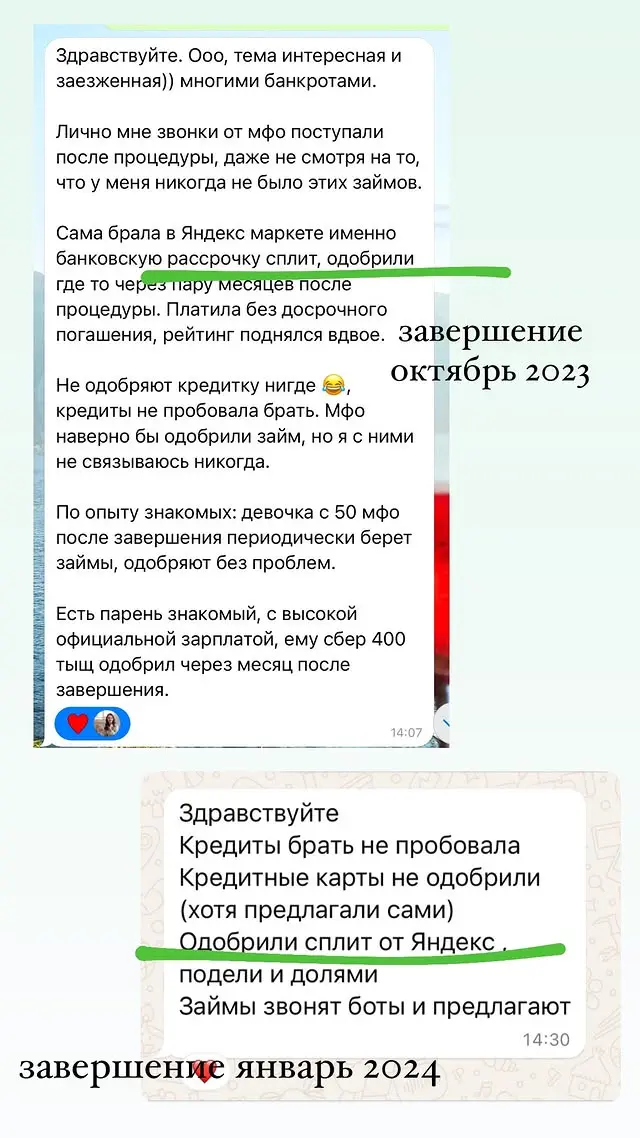 Здравствуйте. Ооо, тема интересная и
заезженная)) многими банкротами.
Лично мне звонки от мфо поступали
после процедуры, даже не смотря на то,
что у меня никогда не было этих займов.
Сама брала в Яндекс маркете именно
банковскую рассрочку сплит, одобрили
где то через пару месяцев после
процедуры. Платила без досрочного
погашения, рейтинг поднялся вдвое.
завершение
октябрь 2023
Не одобряют кредитку нигде 😂,
кредиты не пробовала брать. Мфо
наверно бы одобрили займ, но я с ними
не связываюсь никогда.
По опыту знакомых: девочка с 50 мфо
после завершения периодически берет
займы, одобряют без проблем.
Есть парень знакомый, с высокой
официальной зарплатой, ему сбер 400
тыщ одобрил через месяц после
завершения.
14:07
Здравствуйте
Кредиты брать не пробовала
Кредитные карты не одобрили
(хотя предлагали сами)
Одобрили сплит от Яндекс ,
подели и долями
Займы звонят боты и предлагают
14:30
завершение январь 2024